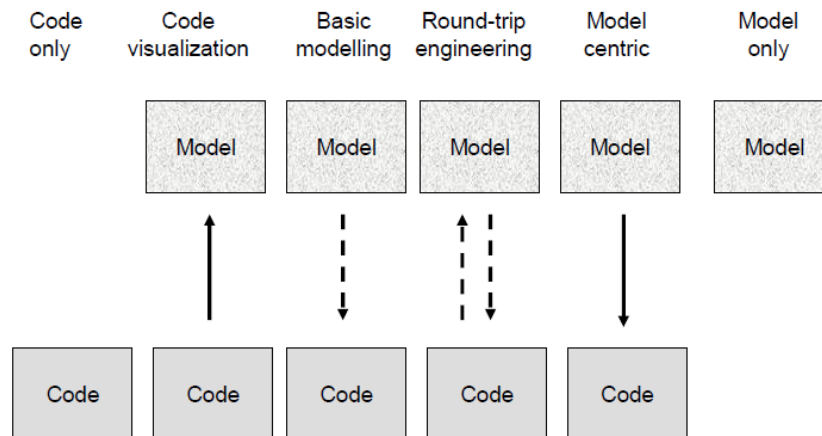 Code only
Code visualization
Basic modelling
Round-trip engineering
Model centric
Model only
Model
Model
Model
Model
Model
Code
Code
Code
Code
Code